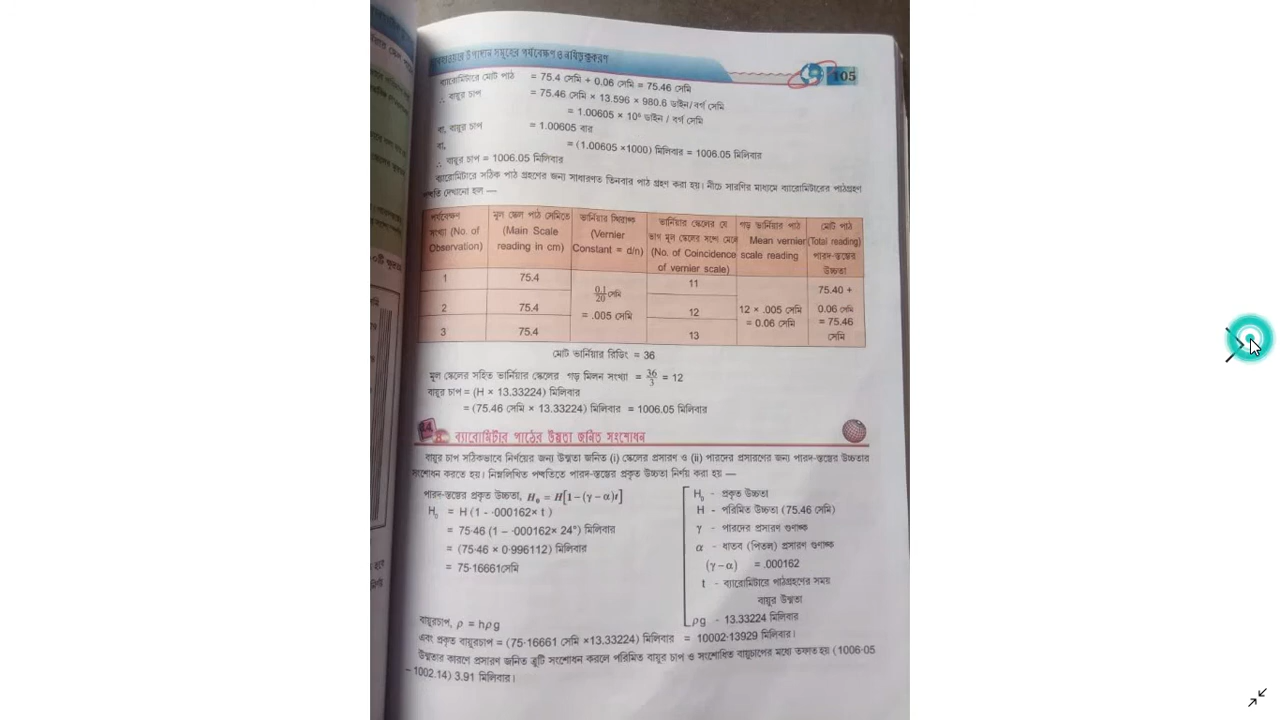 আবহাওয়ার উপাদান সমূহের পর্যবেক্ষণ ও নথিভুক্তকরণ
105
ব্যারোমিটারে মোট পাঠ = 75.4 সেমি + 0.06 সেমি = 75.46 সেমি
∴ বায়ুর চাপ = 75.46 সেমি × 13.596 × 980.6 ডাইন/বর্গ সেমি
= 1.00605 × 10⁶ ডাইন / বর্গ সেমি
বা, বায়ুর চাপ = 1.00605 বার
বা, = (1.00605 ×1000) মিলিবার = 1006.05 মিলিবার
∴ বায়ুর চাপ = 1006.05 মিলিবার
ব্যারোমিটারে সঠিক পাঠ গ্রহণের জন্য সাধারণত তিনবার পাঠ গ্রহণ করা হয়। নীচে সারণির মাধ্যমে ব্যারোমিটারের পাঠগ্রহণ
পদ্ধতি দেখানো হল —
পর্যবেক্ষণ সংখ্যা (No. of Observation)
মূল স্কেল পাঠ সেমিতে (Main Scale reading in cm)
ভার্নিয়ার স্থিরাঙ্ক (Vernier Constant = d/n)
ভার্নিয়ার স্কেলের যে ভাগ মূল স্কেলের সঙ্গে মেলে (No. of Coincidence of vernier scale)
গড় ভার্নিয়ার পাঠ Mean vernier scale reading
মোট পাঠ (Total reading) পারদ-স্তম্ভের উচ্চতা
1 75.4 11
2 75.4 12
3 75.4 13
0.1/20 সেমি = .005 সেমি
12 × .005 সেমি = 0.06 সেমি
75.40 + 0.06 সেমি = 75.46 সেমি
মোট ভার্নিয়ার রিডিং = 36
মূল স্কেলের সহিত ভার্নিয়ার স্কেলের গড় মিলন সংখ্যা = 36/3 = 12
বায়ুর চাপ = (H × 13.33224) মিলিবার
= (75.46 সেমি × 13.33224) মিলিবার = 1006.05 মিলিবার
ব্যারোমিটার পাঠের উষ্ণতা জনিত সংশোধন
বায়ুর চাপ সঠিকভাবে নির্ণয়ের জন্য উষ্ণতা জনিত (i) স্কেলের প্রসারণ ও (ii) পারদের প্রসারণের জন্য পারদ-স্তম্ভের উচ্চতার
সংশোধন করতে হয়। নিম্নলিখিত পদ্ধতিতে পারদ-স্তম্ভের প্রকৃত উচ্চতা নির্ণয় করা হয় —
পারদ-স্তম্ভের প্রকৃত উচ্চতা, H₀ = H[1−(γ−α)t]
H₀ = H (1 - ·000162× t )
= 75·46 (1 – ·000162× 24°) মিলিবার
= (75·46 × 0·996112) মিলিবার
= 75·16661সেমি
H₀ - প্রকৃত উচ্চতা
H - পরিমিত উচ্চতা (75.46 সেমি)
γ - পারদের প্রসারণ গুণাঙ্ক
α - ধাতব (পিতল) প্রসারণ গুণাঙ্ক
(γ−α) = .000162
t - ব্যারোমিটারে পাঠগ্রহণের সময়
বায়ুর উষ্ণতা
ρg - 13.33224 মিলিবার
বায়ুরচাপ, ρ = hρg
এবং প্রকৃত বায়ুরচাপ = (75·16661 সেমি ×13.33224) মিলিবার = 10002·13929 মিলিবার।
উষ্ণতার কারণে প্রসারণ জনিত ত্রুটি সংশোধন করলে পরিমিত বায়ুর চাপ ও সংশোধিত বায়ুচাপের মধ্যে তফাত হয় (1006·05
– 1002.14) 3.91 মিলিবার।